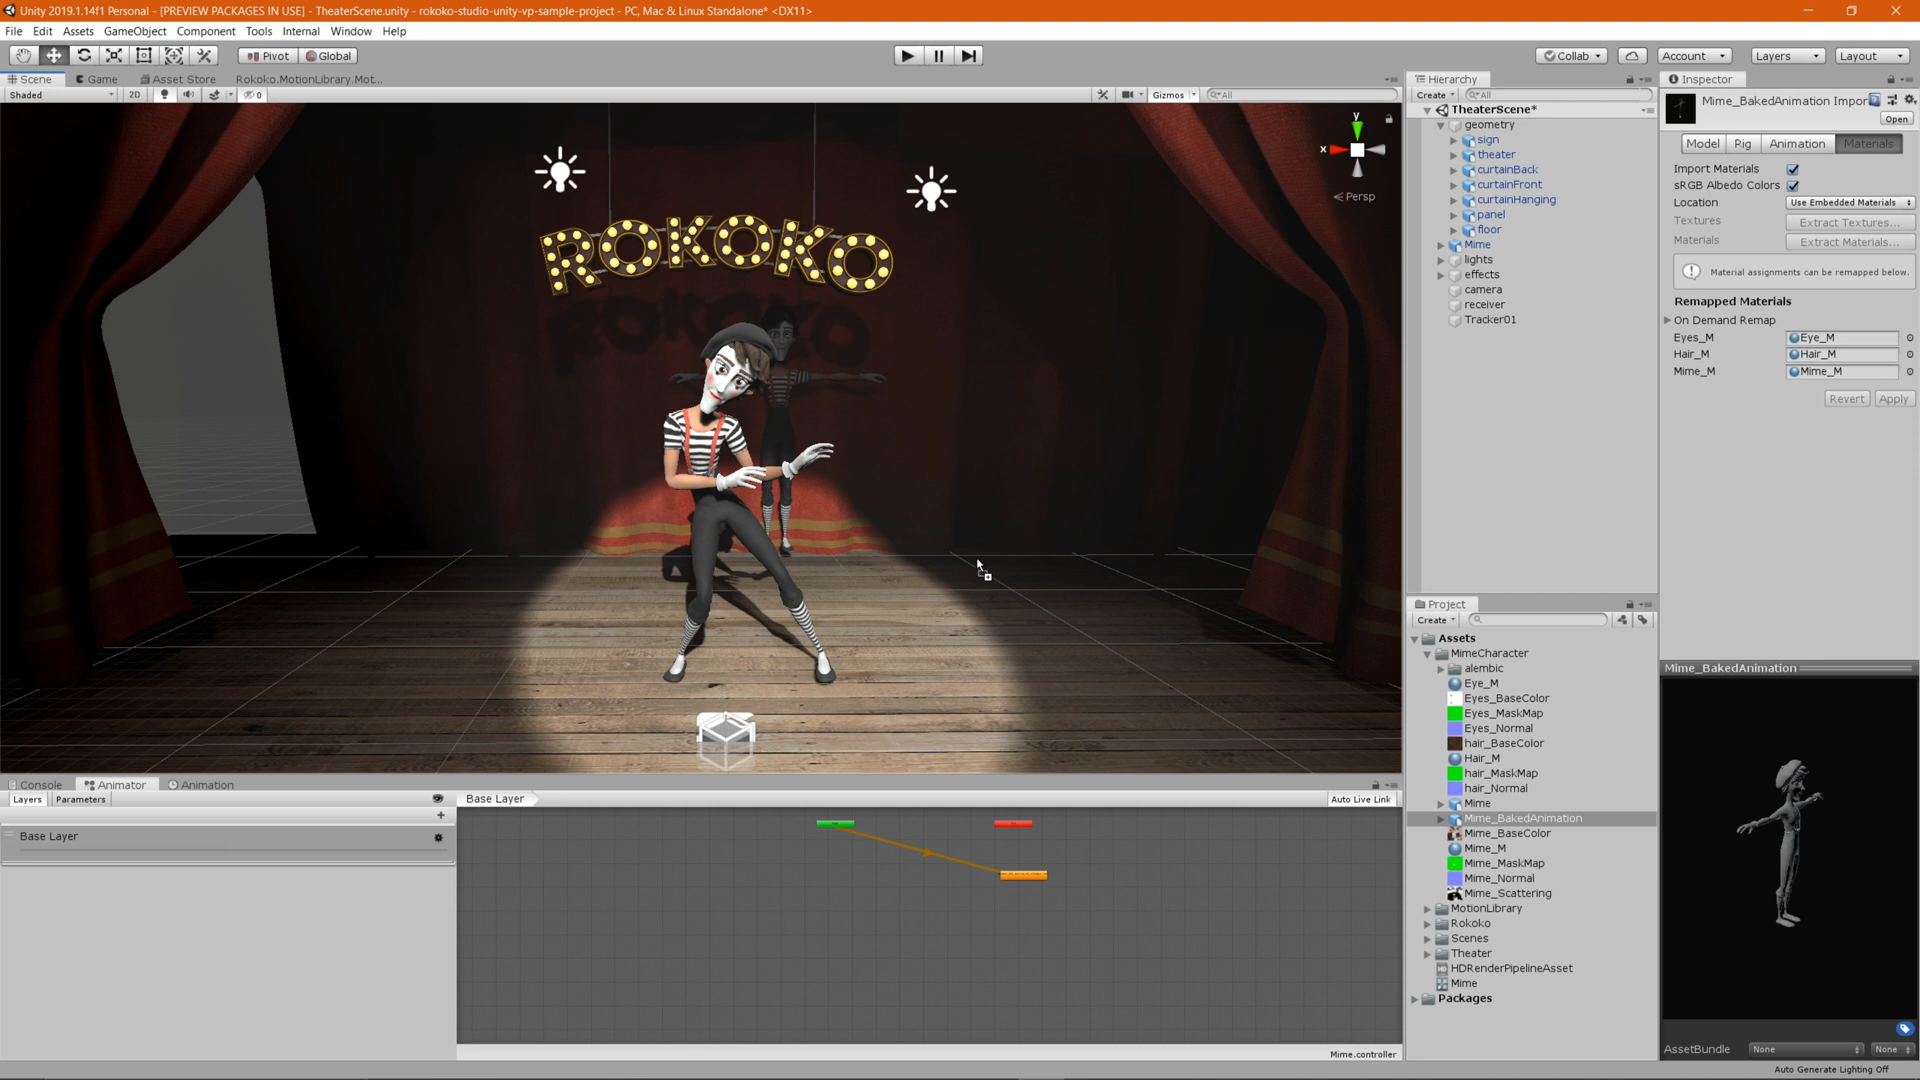 Unity 2019.1.14f1 Personal - [PREVIEW PACKAGES IN USE] - TheaterScene.unity - rokoko-studio-unity-vp-sample-project - PC, Mac & Linux Standalone* <DX11>
File Edit Assets GameObject Component Tools Internal Window Help
Pivot Global
Collab Account Layers Layout
Scene Game Asset Store Rokoko.MotionLibrary.Mot...
Shaded 2D 0 Gizmos All
y
x
Persp
ROKOKO
Hierarchy
Create All
TheaterScene*
geometry
sign
theater
curtainBack
curtainFront
curtainHanging
panel
floor
Mime
lights
effects
camera
receiver
Tracker01
Inspector
Mime_BakedAnimation Impor
Open
Model Rig Animation Materials
Import Materials
sRGB Albedo Colors
Location Use Embedded Materials
Textures Extract Textures...
Materials Extract Materials...
Material assignments can be remapped below.
Remapped Materials
On Demand Remap
Eyes_M Eye_M
Hair_M Hair_M
Mime_M Mime_M
Revert Apply
Project
Create
Assets
MimeCharacter
alembic
Eye_M
Eyes_BaseColor
Eyes_MaskMap
Eyes_Normal
hair_BaseColor
Hair_M
hair_MaskMap
hair_Normal
Mime
Mime_BakedAnimation
Mime_BaseColor
Mime_M
Mime_MaskMap
Mime_Normal
Mime_Scattering
MotionLibrary
Rokoko
Scenes
Theater
HDRenderPipelineAsset
Mime
Packages
Mime_BakedAnimation
AssetBundle None None
Console Animator Animation
Layers Parameters
Base Layer
Auto Live Link
Base Layer
Mime.controller
Auto Generate Lighting Off